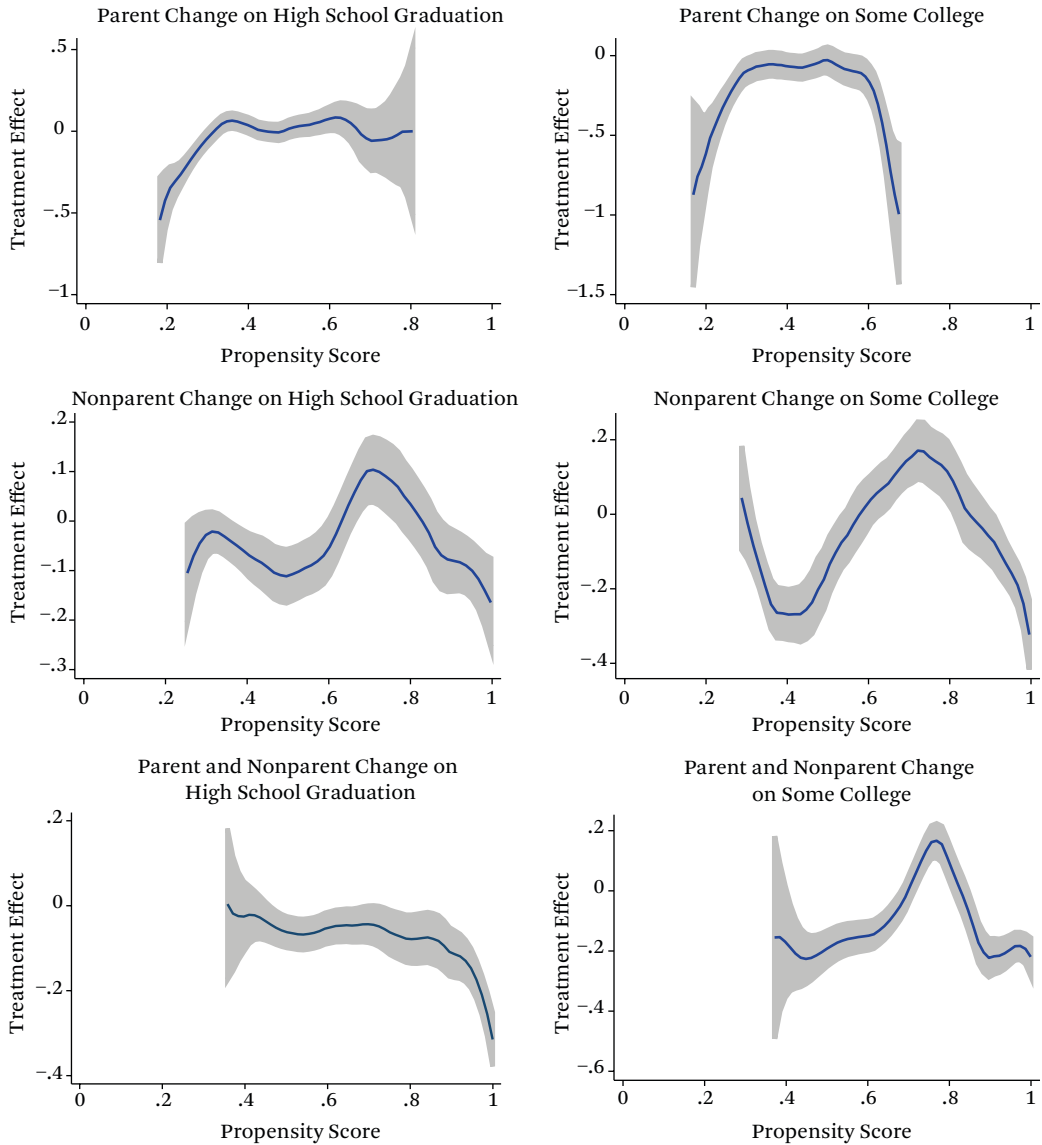 Parent Change on High School Graduation
.5
0
−.5
−1
Treatment Effect
0 .2 .4 .6 .8 1
Propensity Score
Parent Change on Some College
0
−.5
−1
−1.5
Treatment Effect
0 .2 .4 .6 .8 1
Propensity Score
Nonparent Change on High School Graduation
.2
.1
0
−.1
−.2
−.3
Treatment Effect
0 .2 .4 .6 .8 1
Propensity Score
Nonparent Change on Some College
.2
0
−.2
−.4
Treatment Effect
0 .2 .4 .6 .8 1
Propensity Score
Parent and Nonparent Change on
High School Graduation
.2
0
−.2
−.4
Treatment Effect
0 .2 .4 .6 .8 1
Propensity Score
Parent and Nonparent Change
on Some College
.2
0
−.2
−.4
−.6
Treatment Effect
0 .2 .4 .6 .8 1
Propensity Score